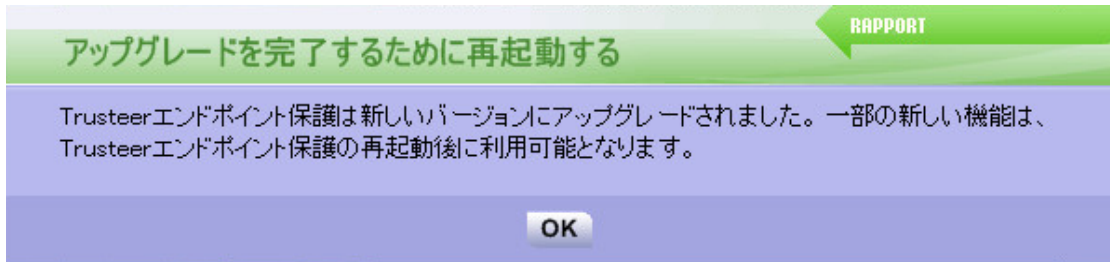 RAPPORT
アップグレードを完了するために再起動する
Trusteerエンドポイント保護は新しいバージョンにアップグレードされました。一部の新しい機能は、
Trusteerエンドポイント保護の再起動後に利用可能となります。
OK